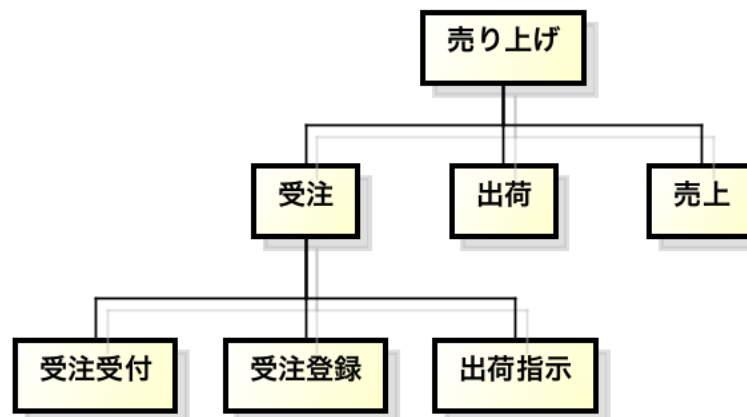 売り上げ
受注
出荷
売上
受注受付
受注登録
出荷指示